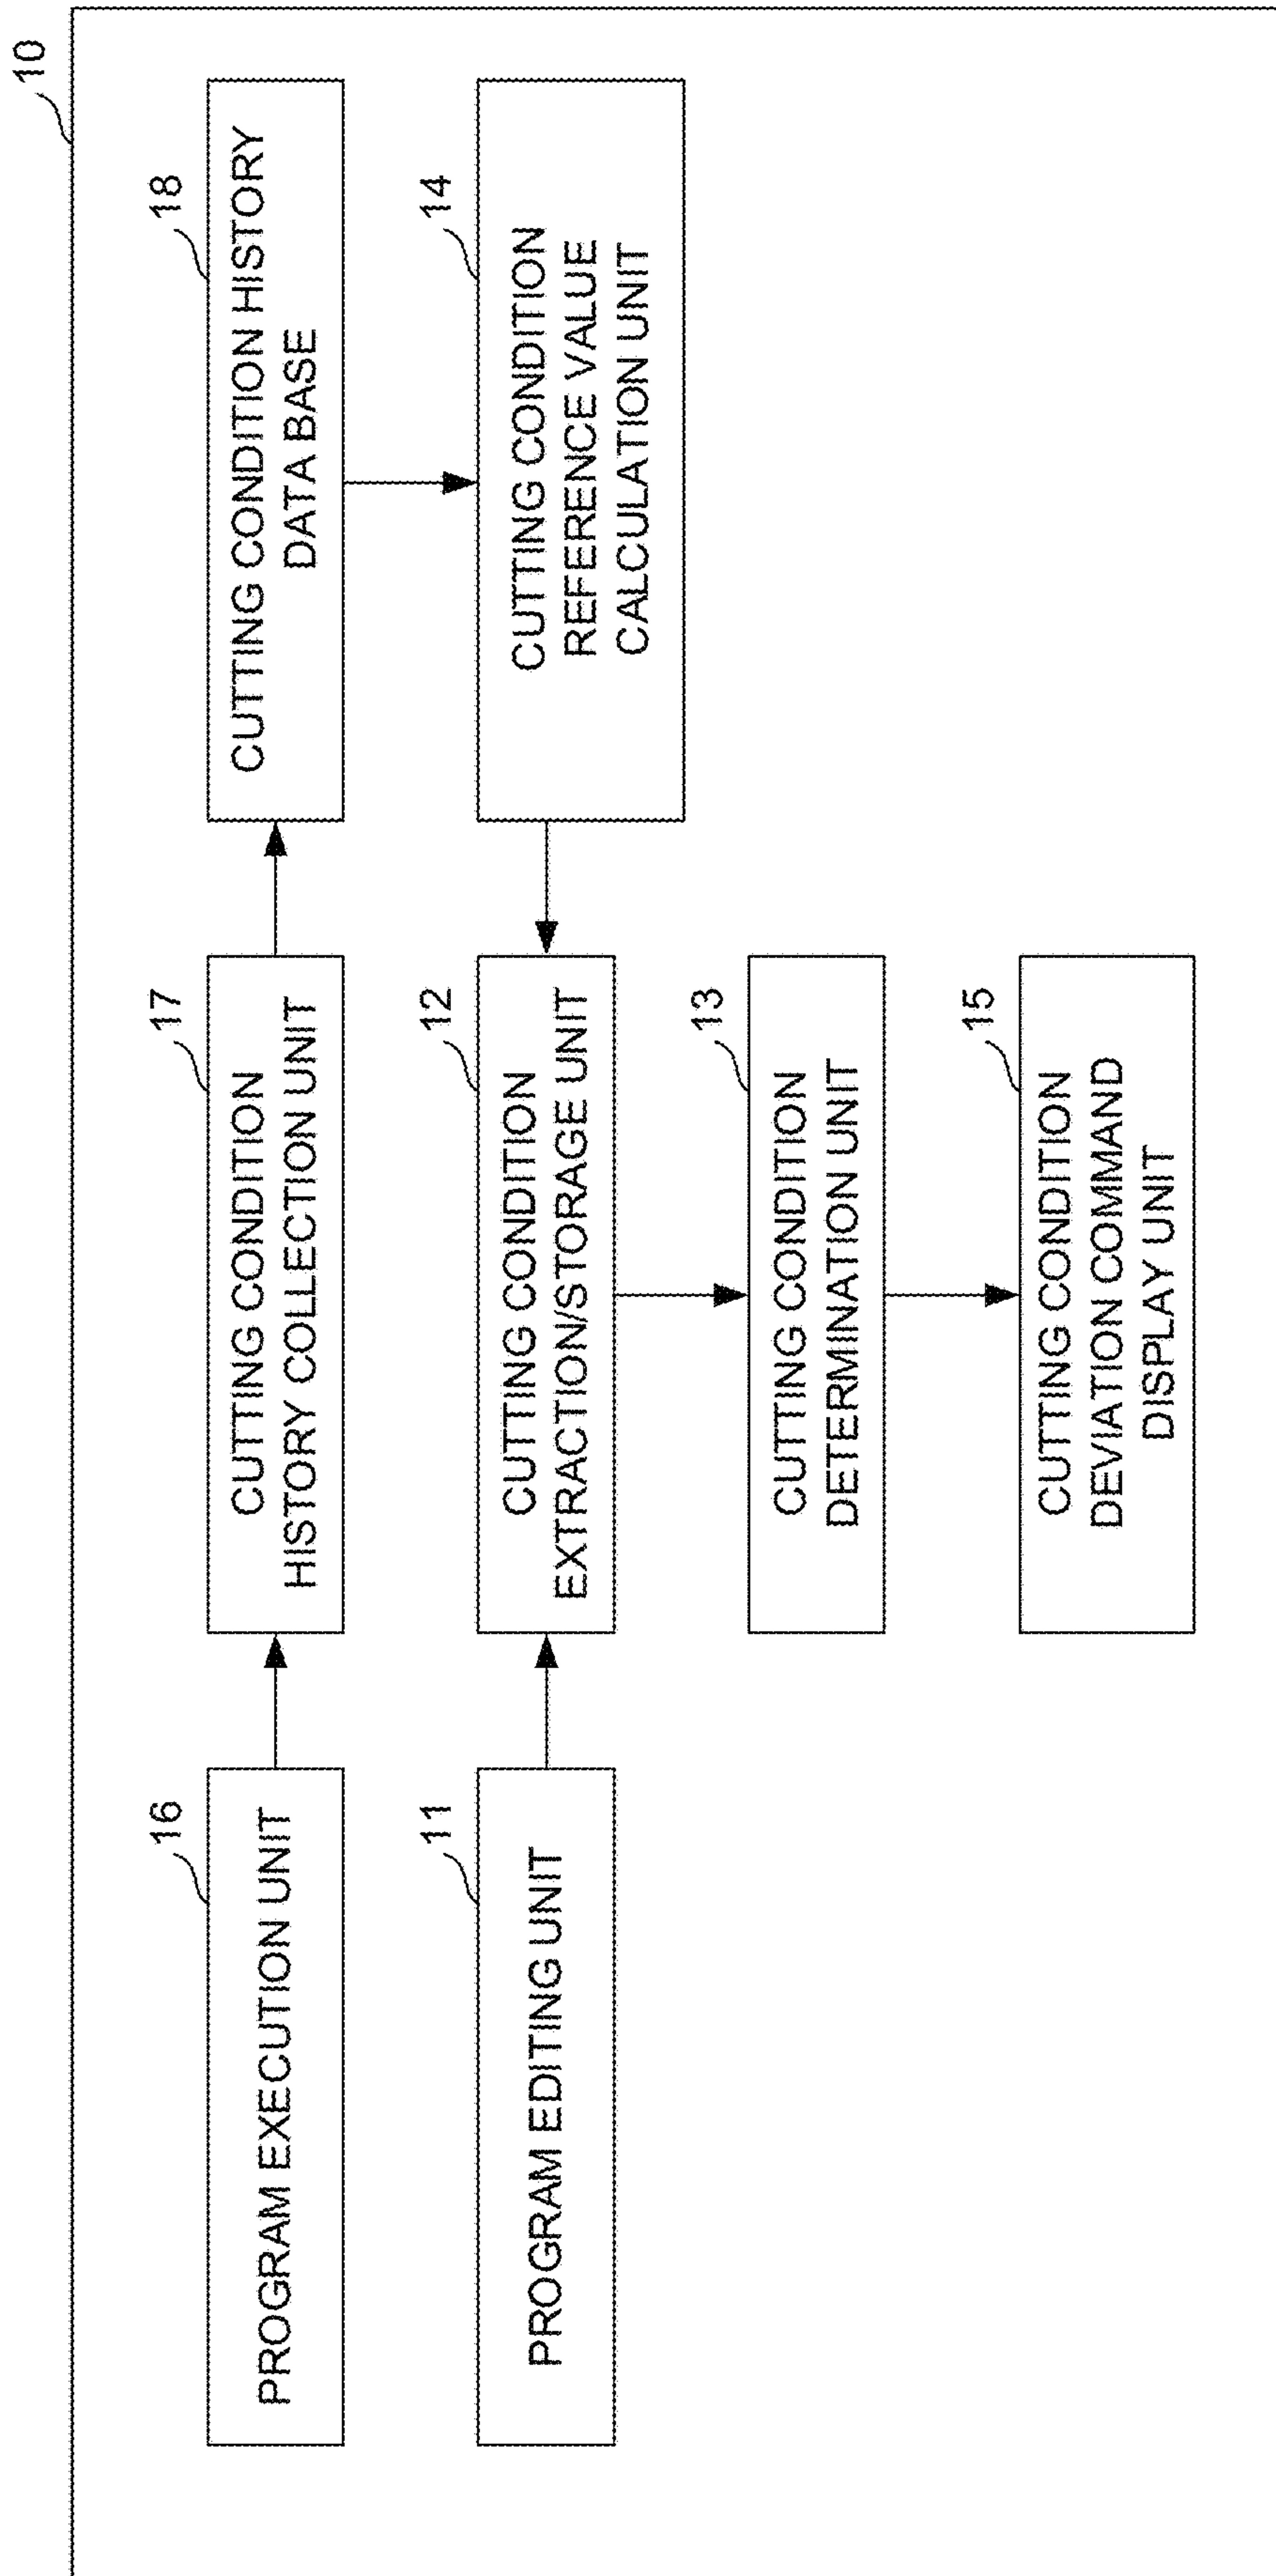 10
16
PROGRAM EXECUTION UNIT
17
CUTTING CONDITION
HISTORY COLLECTION UNIT
18
CUTTING CONDITION HISTORY
DATA BASE
11
PROGRAM EDITING UNIT
12
CUTTING CONDITION
EXTRACTION/STORAGE UNIT
14
CUTTING CONDITION
REFERENCE VALUE
CALCULATION UNIT
13
CUTTING CONDITION
DETERMINATION UNIT
15
CUTTING CONDITION
DEVIATION COMMAND
DISPLAY UNIT